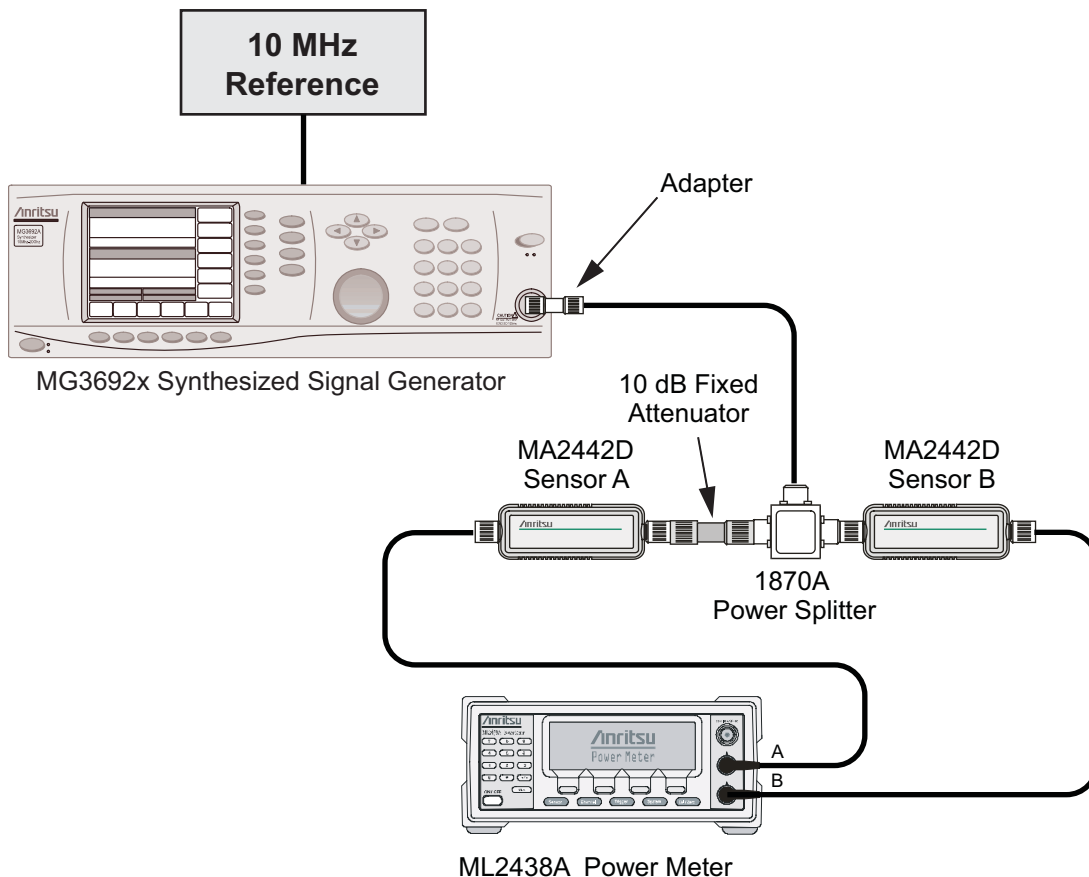 10 MHz
Reference
Adapter
Anritsu
MG3692A
MG3692x Synthesized Signal Generator
10 dB Fixed
Attenuator
MA2442D
Sensor A
MA2442D
Sensor B
Anritsu
Anritsu
1870A
Power Splitter
Anritsu
Anritsu
Power Meter
A
B
ML2438A Power Meter